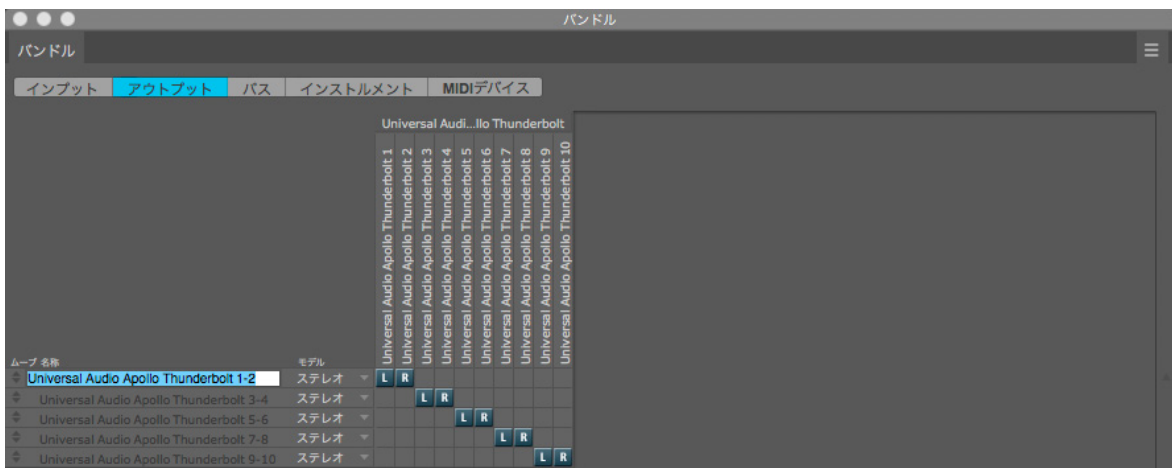 バンドル
バンドル
インプット アウトプット バス インストルメント MIDIデバイス
Universal Audi...llo Thunderbolt
Universal Audio Apollo Thunderbolt 1
Universal Audio Apollo Thunderbolt 2
Universal Audio Apollo Thunderbolt 3
Universal Audio Apollo Thunderbolt 4
Universal Audio Apollo Thunderbolt 5
Universal Audio Apollo Thunderbolt 6
Universal Audio Apollo Thunderbolt 7
Universal Audio Apollo Thunderbolt 8
Universal Audio Apollo Thunderbolt 9
Universal Audio Apollo Thunderbolt 10
ムーブ 名称 モデル
Universal Audio Apollo Thunderbolt 1-2 ステレオ L R
Universal Audio Apollo Thunderbolt 3-4 ステレオ L R
Universal Audio Apollo Thunderbolt 5-6 ステレオ L R
Universal Audio Apollo Thunderbolt 7-8 ステレオ L R
Universal Audio Apollo Thunderbolt 9-10 ステレオ L R